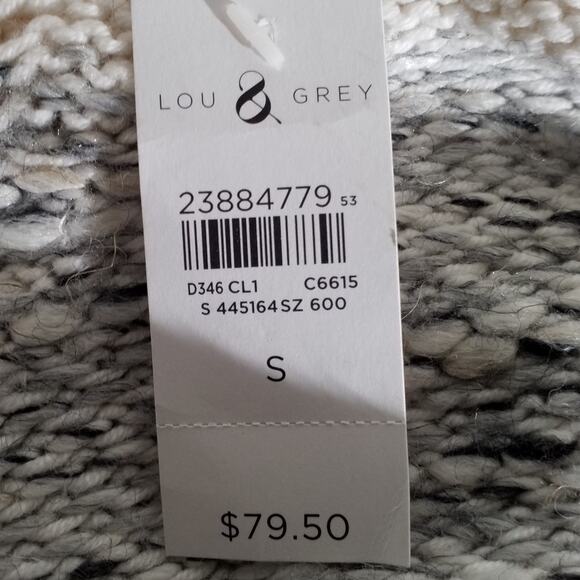 LOU & GREY
23884779 53
D346 CL1 C6615
S 445164SZ 600
S
$79.50